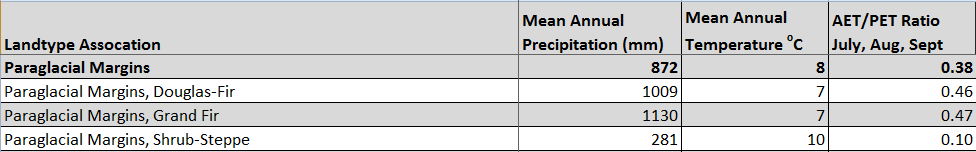 Mean Annual Mean Annual AET/PET Ratio
Landtype Assocation Precipitation (mm) Temperature ⁰C July, Aug, Sept
Paraglacial Margins 872 8 0.38
Paraglacial Margins, Douglas-Fir 1009 7 0.46
Paraglacial Margins, Grand Fir 1130 7 0.47
Paraglacial Margins, Shrub-Steppe 281 10 0.10